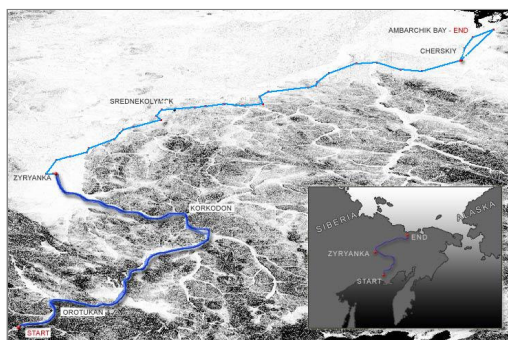 AMBARCHIK BAY - END
CHERSKIY
SREDNEKOLYMSK
ZYRYANKA
KORKODON
OROTUKAN
START
SIBERIA
ALASKA
END
ZYRYANKA
START